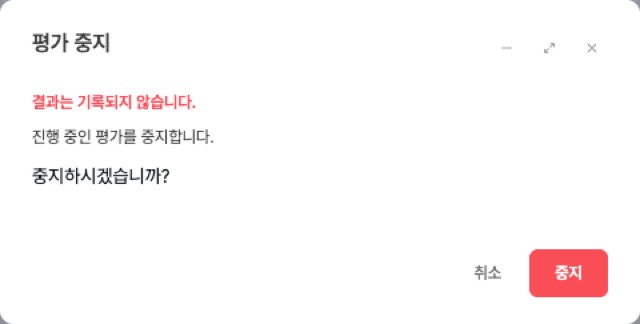 평가 중지
결과는 기록되지 않습니다.
진행 중인 평가를 중지합니다.
중지하시겠습니까?
취소
중지